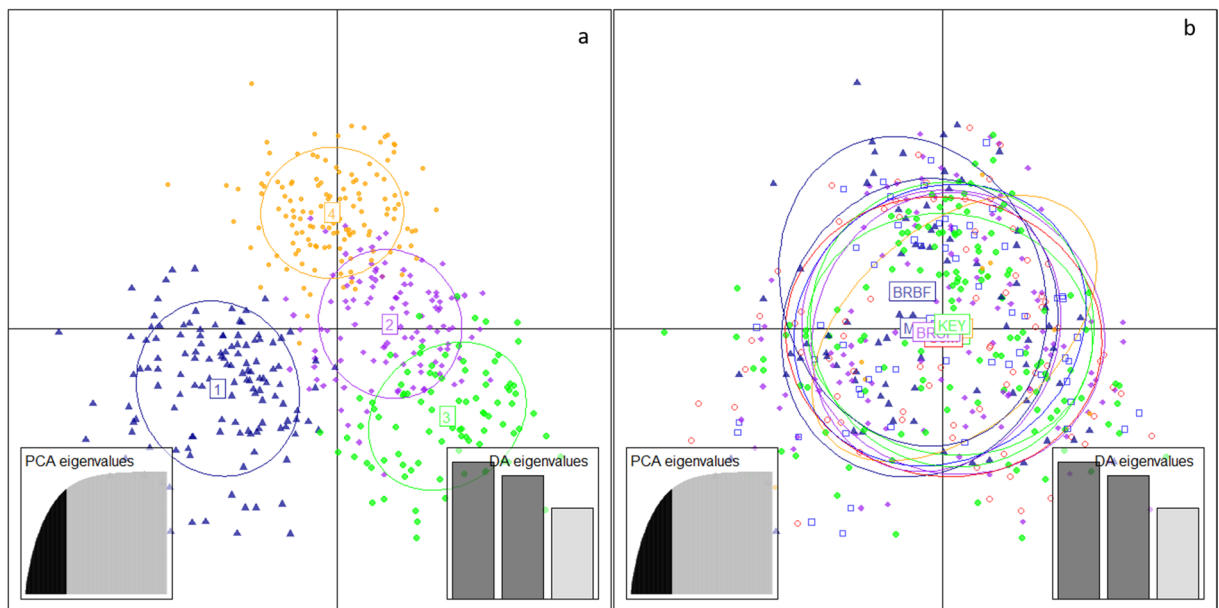 a
b
4
2
1
3
BRBF
KEY
PCA eigenvalues
DA eigenvalues
PCA eigenvalues
DA eigenvalues